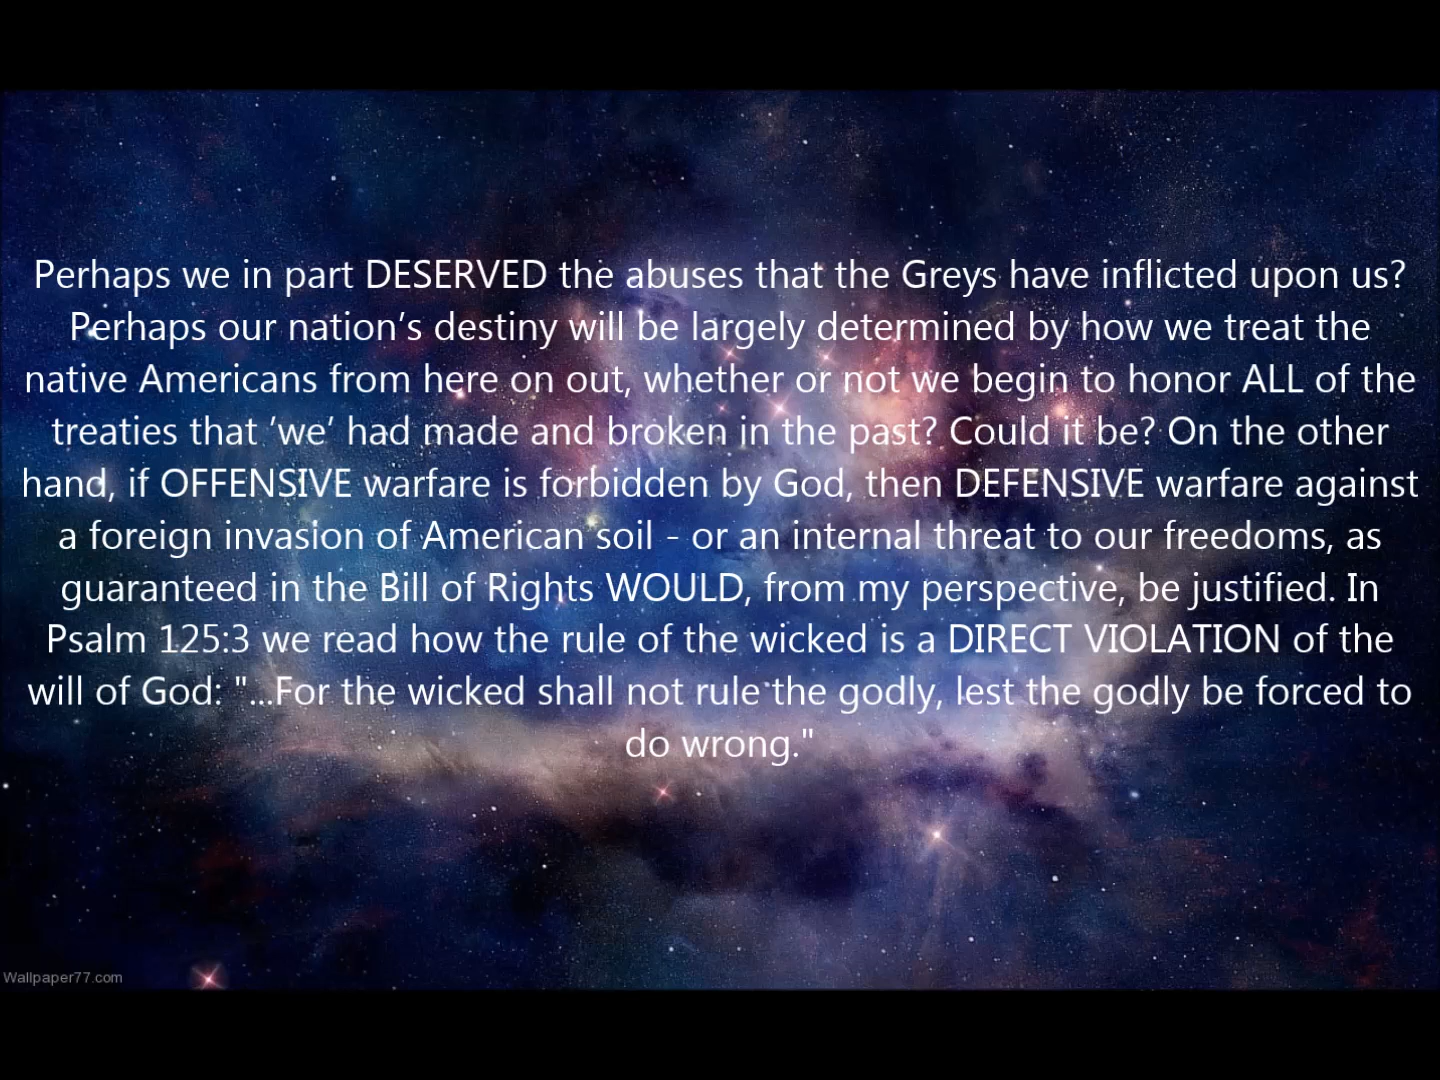 Perhaps we in part DESERVED the abuses that the Greys have inflicted upon us?
Perhaps our nation’s destiny will be largely determined by how we treat the
native Americans from here on out, whether or not we begin to honor ALL of the
treaties that ’we’ had made and broken in the past? Could it be? On the other
hand, if OFFENSIVE warfare is forbidden by God, then DEFENSIVE warfare against
a foreign invasion of American soil - or an internal threat to our freedoms, as
guaranteed in the Bill of Rights WOULD, from my perspective, be justified. In
Psalm 125:3 we read how the rule of the wicked is a DIRECT VIOLATION of the
will of God: "...For the wicked shall not rule the godly, lest the godly be forced to
do wrong."
Wallpaper77.com